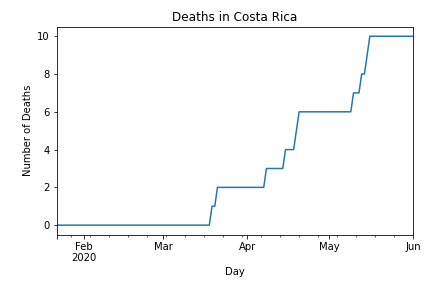 Deaths in Costa Rica
10
8
6
4
2
0
Number of Deaths
Feb
2020
Mar
Apr
May
Jun
Day